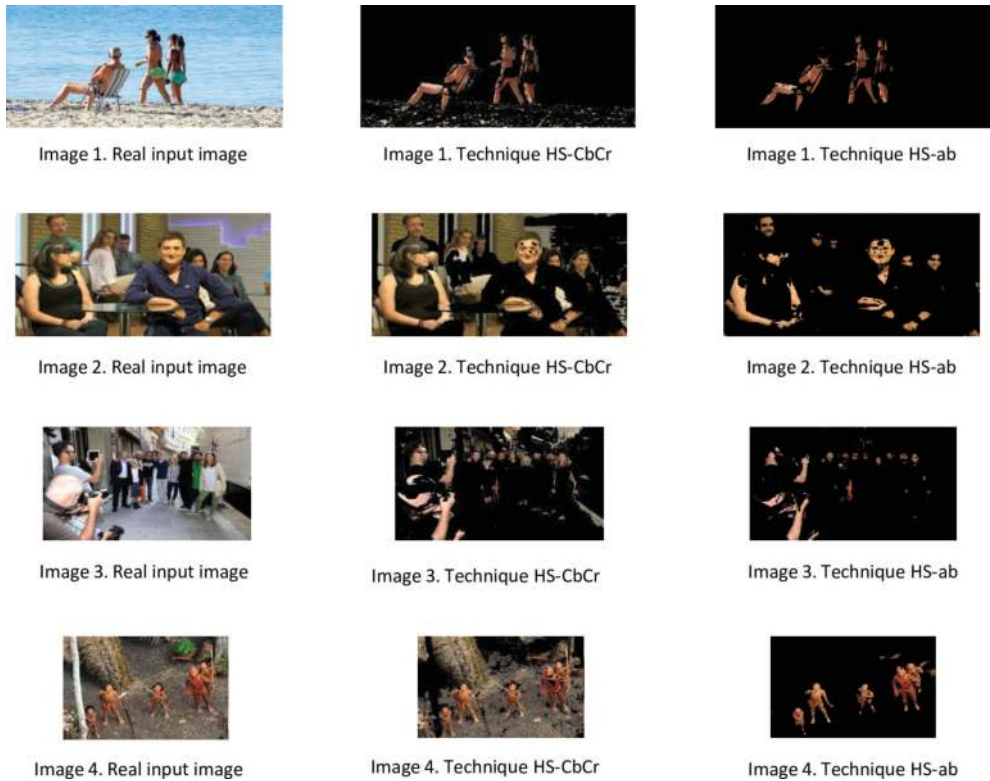 Image 1. Real input image
Image 1. Technique HS-CbCr
Image 1. Technique HS-ab
Image 2. Real input image
Image 2. Technique HS-CbCr
Image 2. Technique HS-ab
Image 3. Real input image
Image 3. Technique HS-CbCr
Image 3. Technique HS-ab
Image 4. Real input image
Image 4. Technique HS-CbCr
Image 4. Technique HS-ab